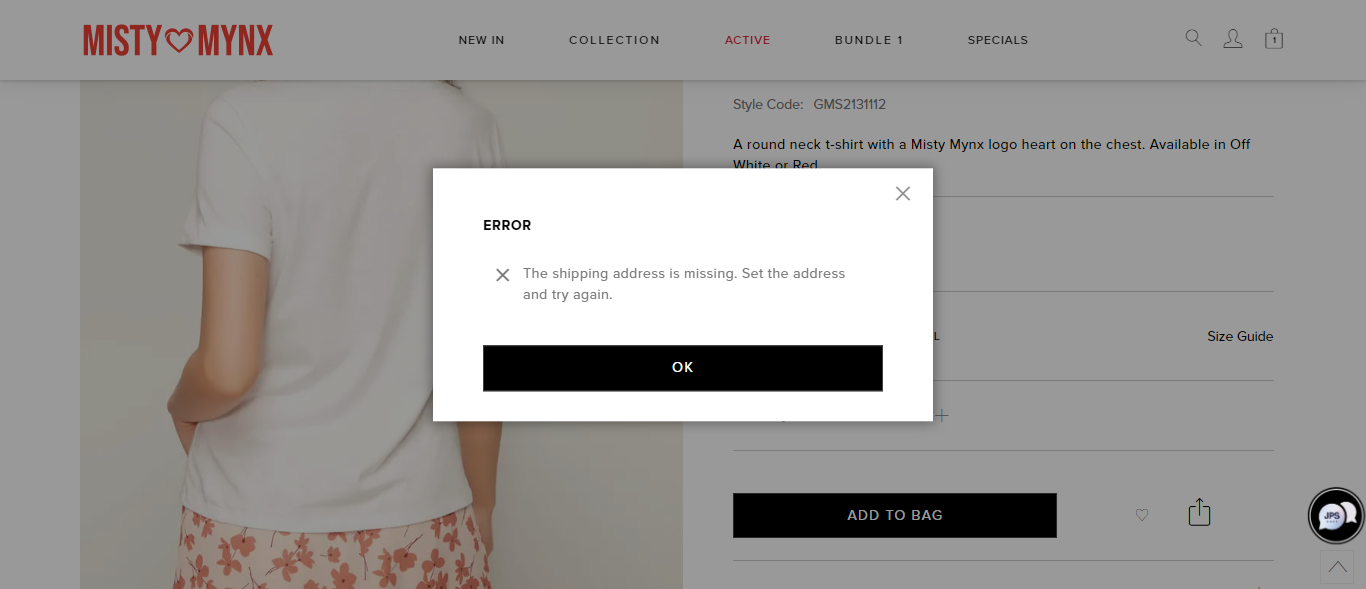 MISTY MYNX
NEW IN
COLLECTION
ACTIVE
BUNDLE 1
SPECIALS
1
Style Code: GMS2131112
A round neck t-shirt with a Misty Mynx logo heart on the chest. Available in Off
White or Red
ERROR
The shipping address is missing. Set the address
and try again.
OK
L
Size Guide
ADD TO BAG
JPS